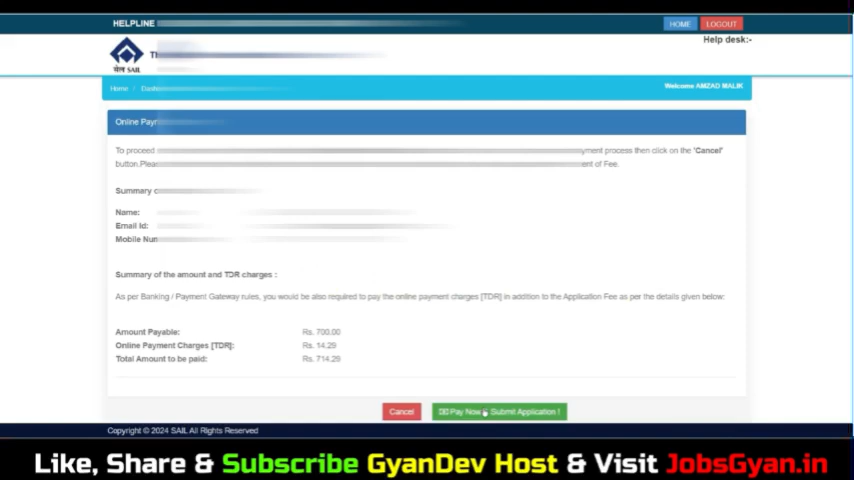 HELPLINE
HOME LOGOUT
Help desk:-
सेल SAIL
Home /
Welcome AMZAD MALIK
Online
To proceed process then click on the 'Cancel'
button. of Fee.
Summary
Name:
Email Id:
Mobile
Summary of the amount and TDR charges :
As per Banking / Payment Gateway rules, you would be also required to pay the online payment charges [TDR] in addition to the Application Fee as per the details given below:
Amount Payable: Rs. 700.00
Online Payment Charges [TDR]: Rs. 14.29
Total Amount to be paid: Rs. 714.29
Cancel Pay Now Submit Application !
Copyright © 2024 SAIL All Rights Reserved
Like, Share & Subscribe GyanDev Host & Visit JobsGyan.in